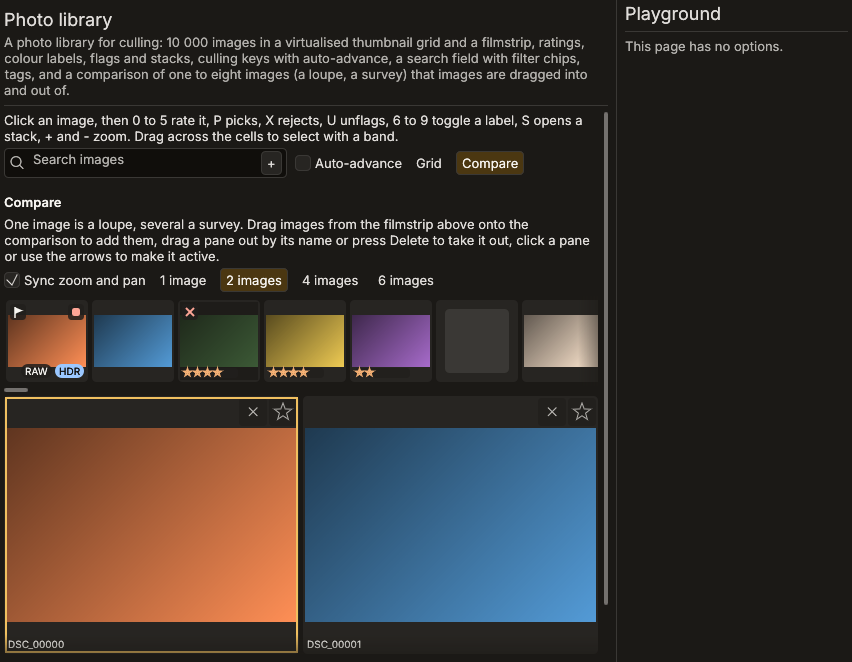 Photo library
A photo library for culling: 10 000 images in a virtualised thumbnail grid and a filmstrip, ratings,
colour labels, flags and stacks, culling keys with auto-advance, a search field with filter chips,
tags, and a comparison of one to eight images (a loupe, a survey) that images are dragged into
and out of.
Click an image, then 0 to 5 rate it, P picks, X rejects, U unflags, 6 to 9 toggle a label, S opens a
stack, + and - zoom. Drag across the cells to select with a band.
Search images
+
Auto-advance
Grid
Compare
Compare
One image is a loupe, several a survey. Drag images from the filmstrip above onto the
comparison to add them, drag a pane out by its name or press Delete to take it out, click a pane
or use the arrows to make it active.
Sync zoom and pan
1 image
2 images
4 images
6 images
RAW
HDR
DSC_00000
DSC_00001
Playground
This page has no options.